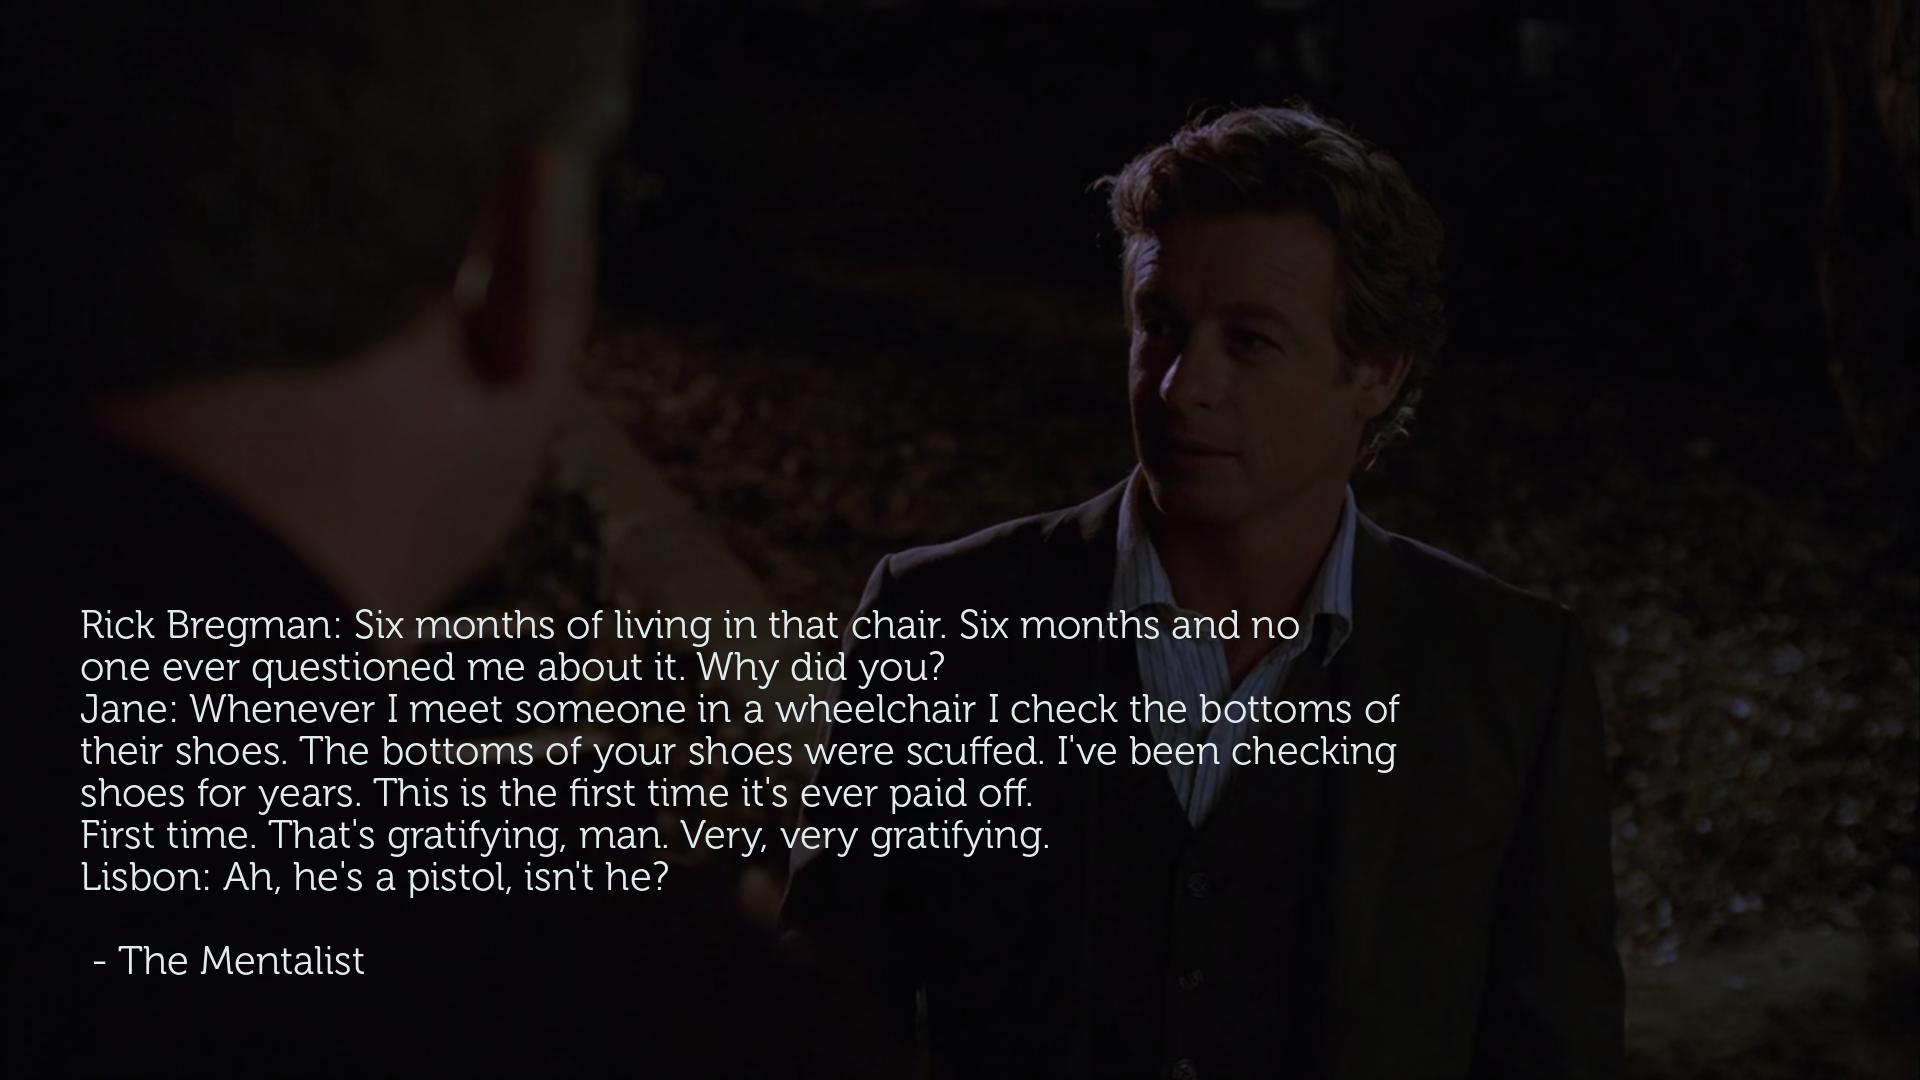 Rick Bregman: Six months of living in that chair. Six months and no
one ever questioned me about it. Why did you?
Jane: Whenever I meet someone in a wheelchair I check the bottoms of
their shoes. The bottoms of your shoes were scuffed. I've been checking
shoes for years. This is the first time it's ever paid off.
First time. That's gratifying, man. Very, very gratifying.
Lisbon: Ah, he's a pistol, isn't he?
- The Mentalist